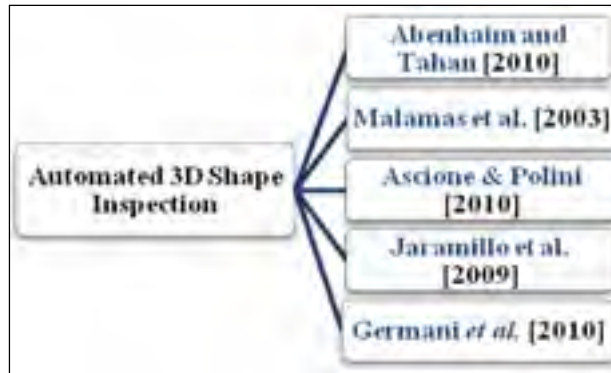 Abenhaim and
Tahan [2010]
Malamas et al. [2003]
Automated 3D Shape
Inspection
Ascione & Polini
[2010]
Jaramillo et al.
[2009]
Germani et al. [2010]